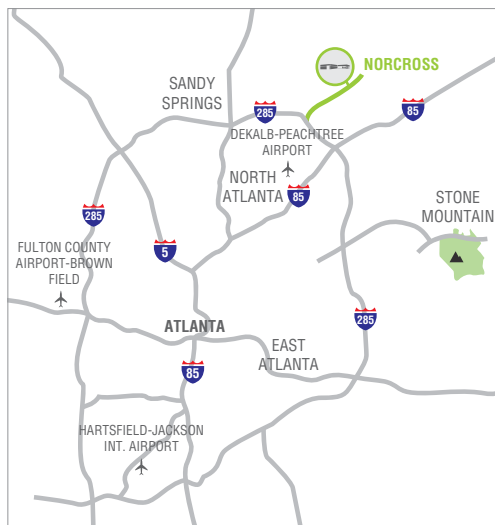 NORCROSS
SANDY
SPRINGS
285
85
DEKALB-PEACHTREE
AIRPORT
NORTH
ATLANTA
85
STONE
MOUNTAIN
285
FULTON COUNTY
AIRPORT-BROWN
FIELD
5
285
ATLANTA
EAST
ATLANTA
85
HARTSFIELD-JACKSON
INT. AIRPORT